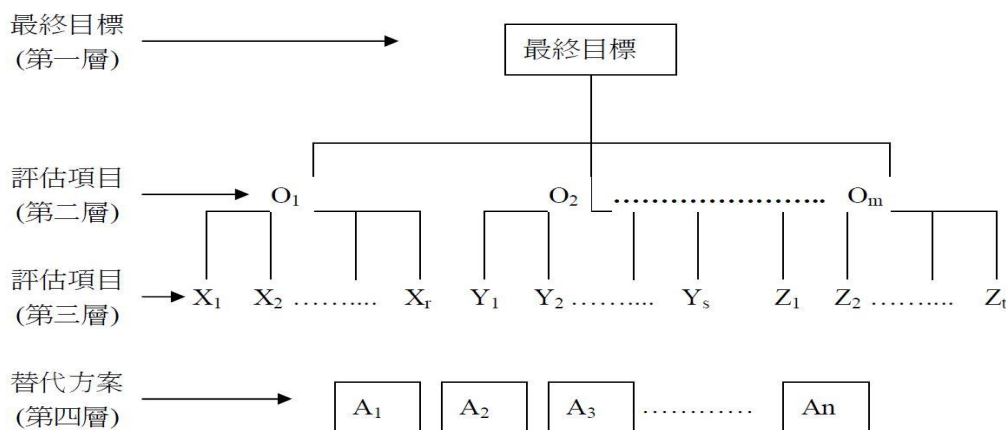 最終目標
(第一層)
最終目標
評估項目
(第二層)
O₁ O₂ ........................ Oₘ
評估項目
(第三層)
X₁ X₂ ............ Xᵣ Y₁ Y₂ ............ Yₛ Z₁ Z₂ ............ Zₜ
替代方案
(第四層)
A₁ A₂ A₃ ............ An